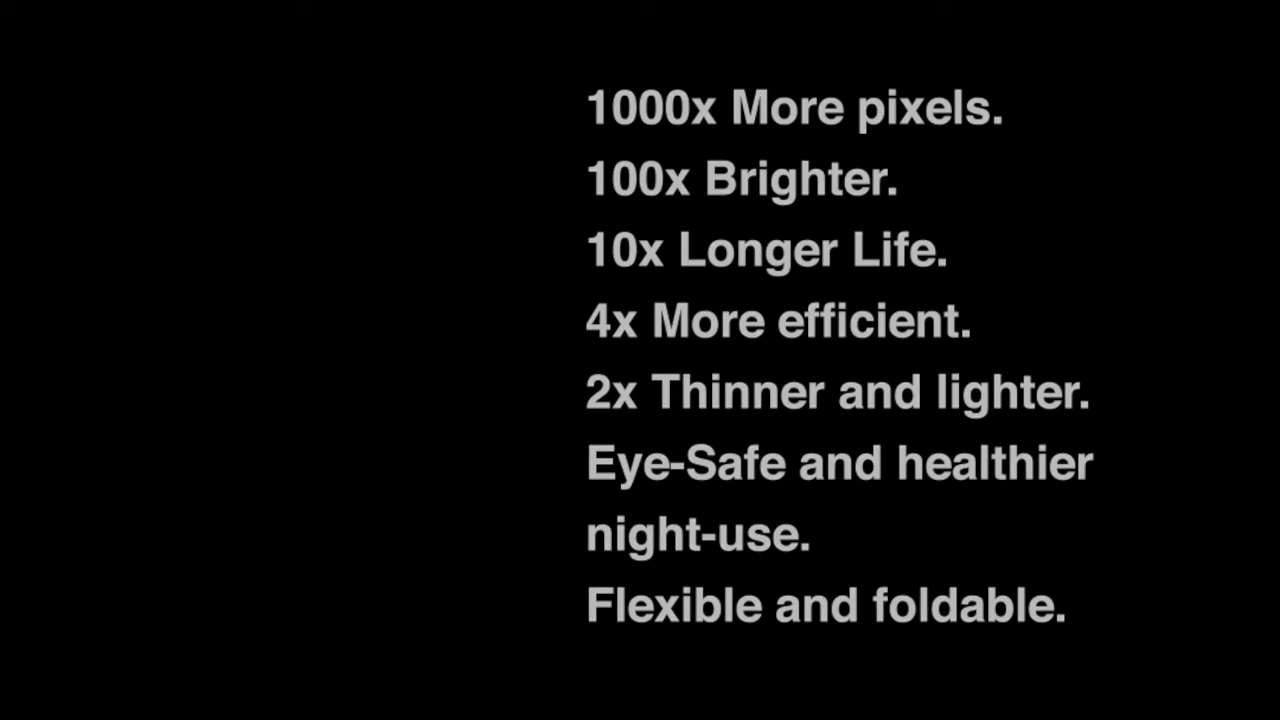 1000x More pixels.
100x Brighter.
10x Longer Life.
4x More efficient.
2x Thinner and lighter.
Eye-Safe and healthier
night-use.
Flexible and foldable.